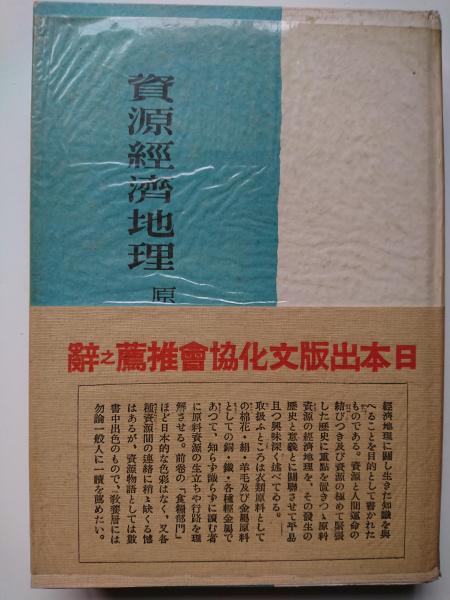 資源經濟地理
原
日本出版文化協會推薦之辭
經濟地理に關し生きた知識を與
へることを目的として書かれた
ものである。資源と人間運命の
結びつき及び資源の極めて緊張
した歷史に重點を置きつゝ原料
資源の經濟地理を、その發生の
歷史と意義とに關聯させて平易
且つ興味深く述べてゐる。
取扱ふところは衣類原料として
の棉花・絹・羊毛及び金屬原料
としての銅・鐵・各種輕金屬で
あつて、知らず識らずに讀む者
に原料資源の生立ちや行路を理
解させる。前卷の「食糧部門」
ほど日本的な色彩はなく、又各
種資源間の連絡に稍〻缺くる憾
はあるが、資源物語としては數
書中出色のもので、敎養層には
勿論一般人に一讀を薦めたい。